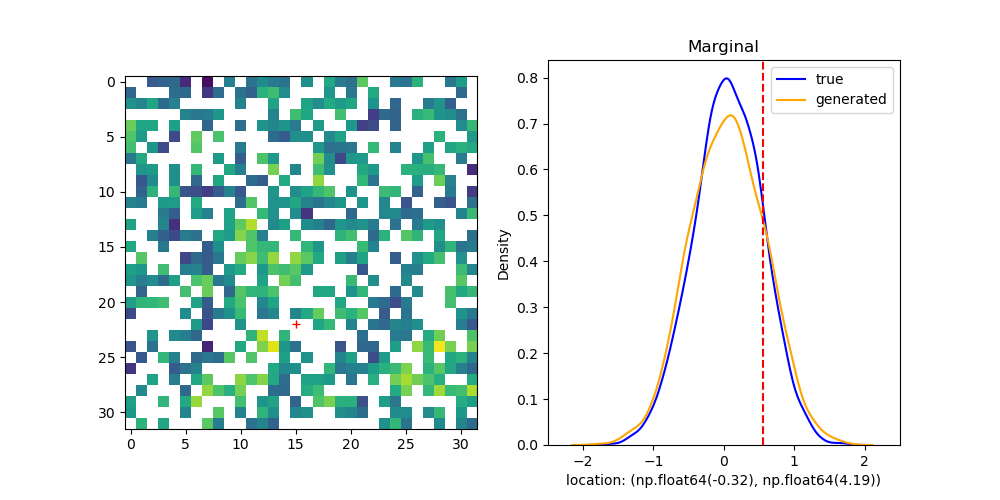 Marginal
0
5
10
15
20
25
30
0 5 10 15 20 25 30
Density
0.8
0.7
0.6
0.5
0.4
0.3
0.2
0.1
0.0
−2 −1 0 1 2
true
generated
location: (np.float64(-0.32), np.float64(4.19))